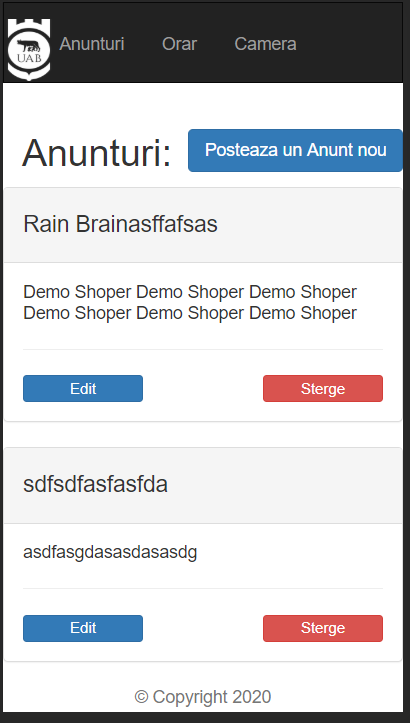 UAB
Anunturi Orar Camera
Anunturi: Posteaza un Anunt nou
Rain Brainasffafsas
Demo Shoper Demo Shoper Demo Shoper
Demo Shoper Demo Shoper Demo Shoper
Edit Sterge
sdfsdfasfasfda
asdfasgdasasdasasdg
Edit Sterge
© Copyright 2020